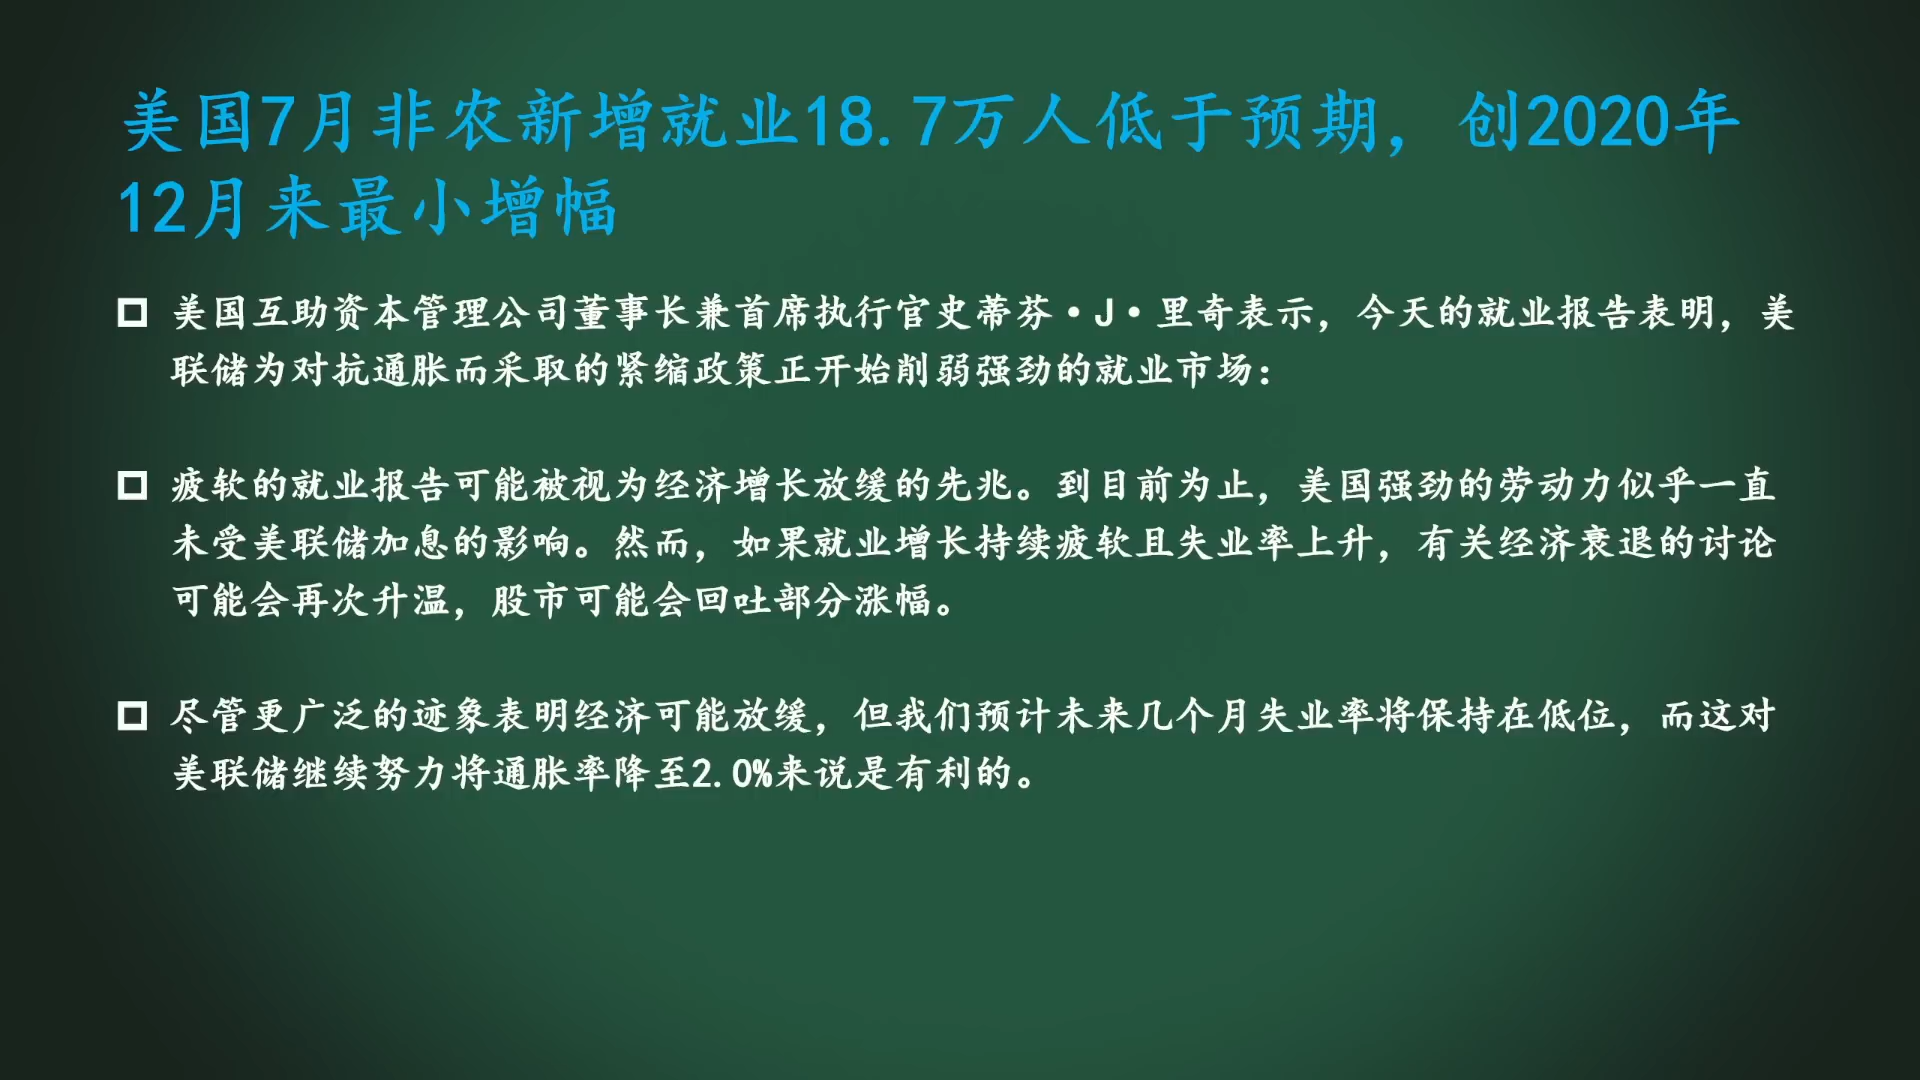 美国7月非农新增就业18.7万人低于预期，创2020年
12月来最小增幅
美国互助资本管理公司董事长兼首席执行官史蒂芬·J·里奇表示，今天的就业报告表明，美
联储为对抗通胀而采取的紧缩政策正开始削弱强劲的就业市场：
疲软的就业报告可能被视为经济增长放缓的先兆。到目前为止，美国强劲的劳动力似乎一直
未受美联储加息的影响。然而，如果就业增长持续疲软且失业率上升，有关经济衰退的讨论
可能会再次升温，股市可能会回吐部分涨幅。
尽管更广泛的迹象表明经济可能放缓，但我们预计未来几个月失业率将保持在低位，而这对
美联储继续努力将通胀率降至2.0%来说是有利的。